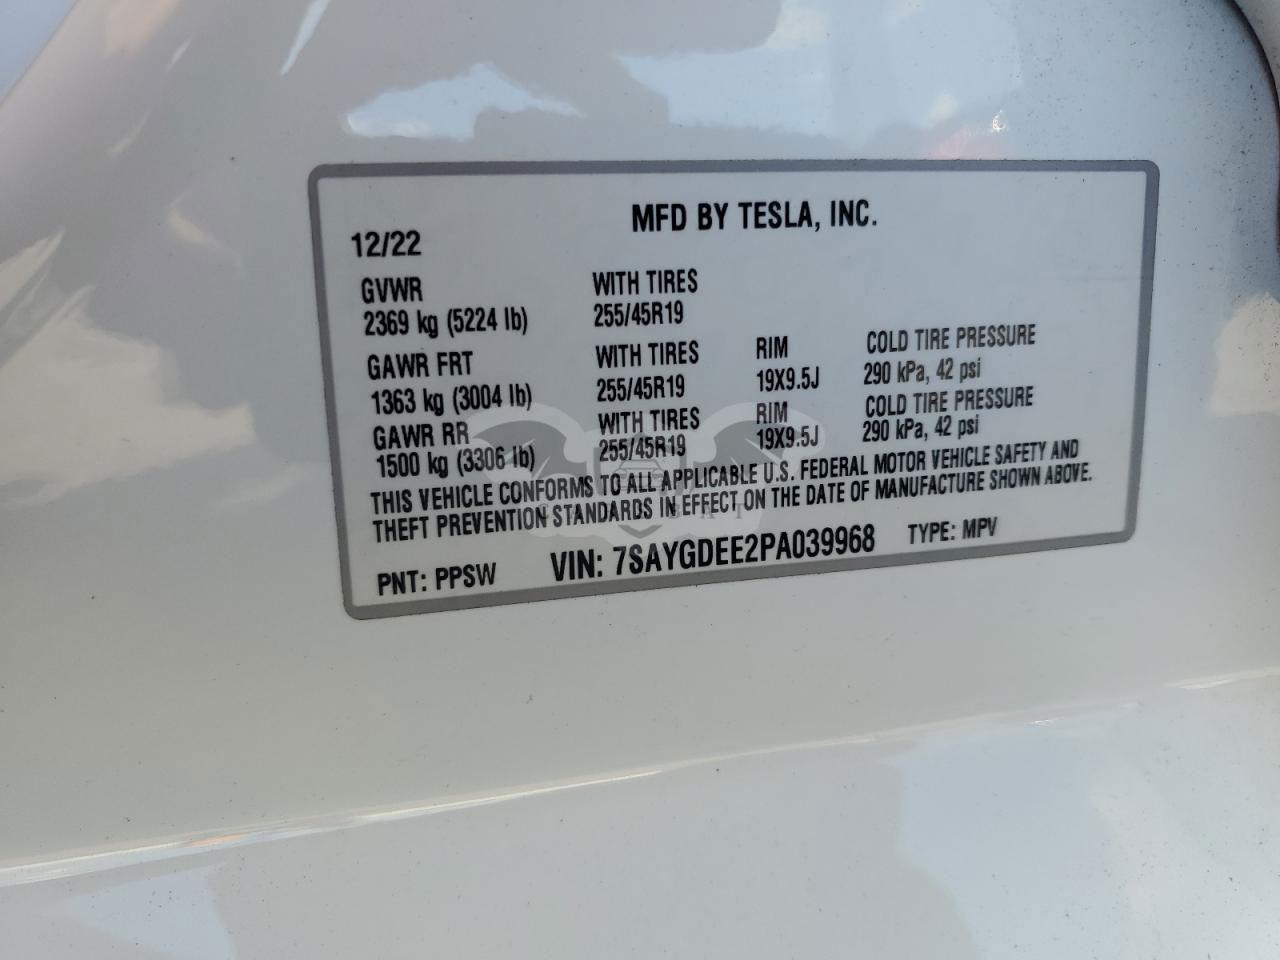 MFD BY TESLA, INC.
12/22
GVWR WITH TIRES
2369 kg (5224 lb) 255/45R19
GAWR FRT WITH TIRES RIM COLD TIRE PRESSURE
1363 kg (3004 lb) 255/45R19 19X9.5J 290 kPa, 42 psi
GAWR RR WITH TIRES RIM COLD TIRE PRESSURE
1500 kg (3306 lb) 255/45R19 19X9.5J 290 kPa, 42 psi
THIS VEHICLE CONFORMS TO ALL APPLICABLE U.S. FEDERAL MOTOR VEHICLE SAFETY AND
THEFT PREVENTION STANDARDS IN EFFECT ON THE DATE OF MANUFACTURE SHOWN ABOVE.
PNT: PPSW VIN: 7SAYGDEE2PA039968 TYPE: MPV